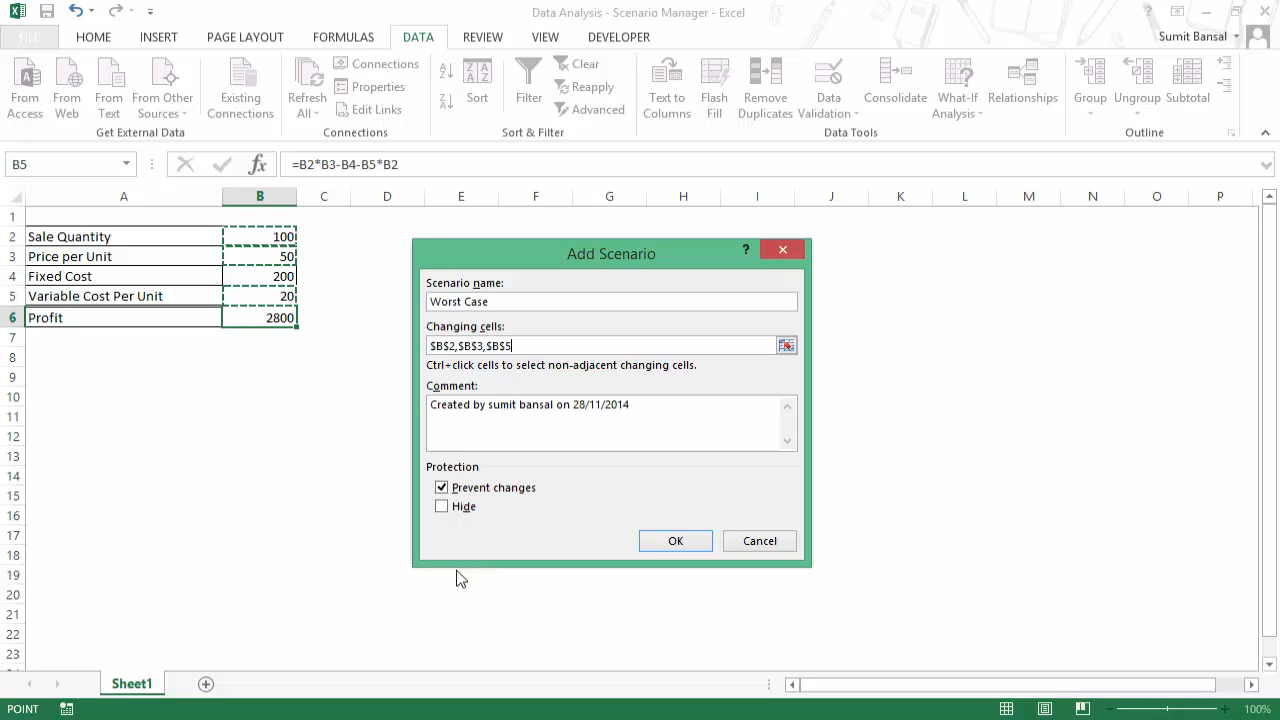 Data Analysis - Scenario Manager - Excel
FILE HOME INSERT PAGE LAYOUT FORMULAS DATA REVIEW VIEW DEVELOPER Sumit Bansal
From Access
From Web
From Text
From Other Sources
Existing Connections
Get External Data
Refresh All
Connections
Properties
Edit Links
Connections
Sort
Filter
Clear
Reapply
Advanced
Sort & Filter
Text to Columns
Flash Fill
Remove Duplicates
Data Validation
Consolidate
What-If Analysis
Relationships
Data Tools
Group
Ungroup
Subtotal
Outline
B5 fx =B2*B3-B4-B5*B2
A B C D E F G H I J K L M N O P
1
2 Sale Quantity 100
3 Price per Unit 50
4 Fixed Cost 200
5 Variable Cost Per Unit 20
6 Profit 2800
7
8
9
10
11
12
13
14
15
16
17
18
19
20
21
22
23
Add Scenario ?
Scenario name:
Worst Case
Changing cells:
$B$2,$B$3,$B$5
Ctrl+click cells to select non-adjacent changing cells.
Comment:
Created by sumit bansal on 28/11/2014
Protection
Prevent changes
Hide
OK Cancel
Sheet1
POINT 100%